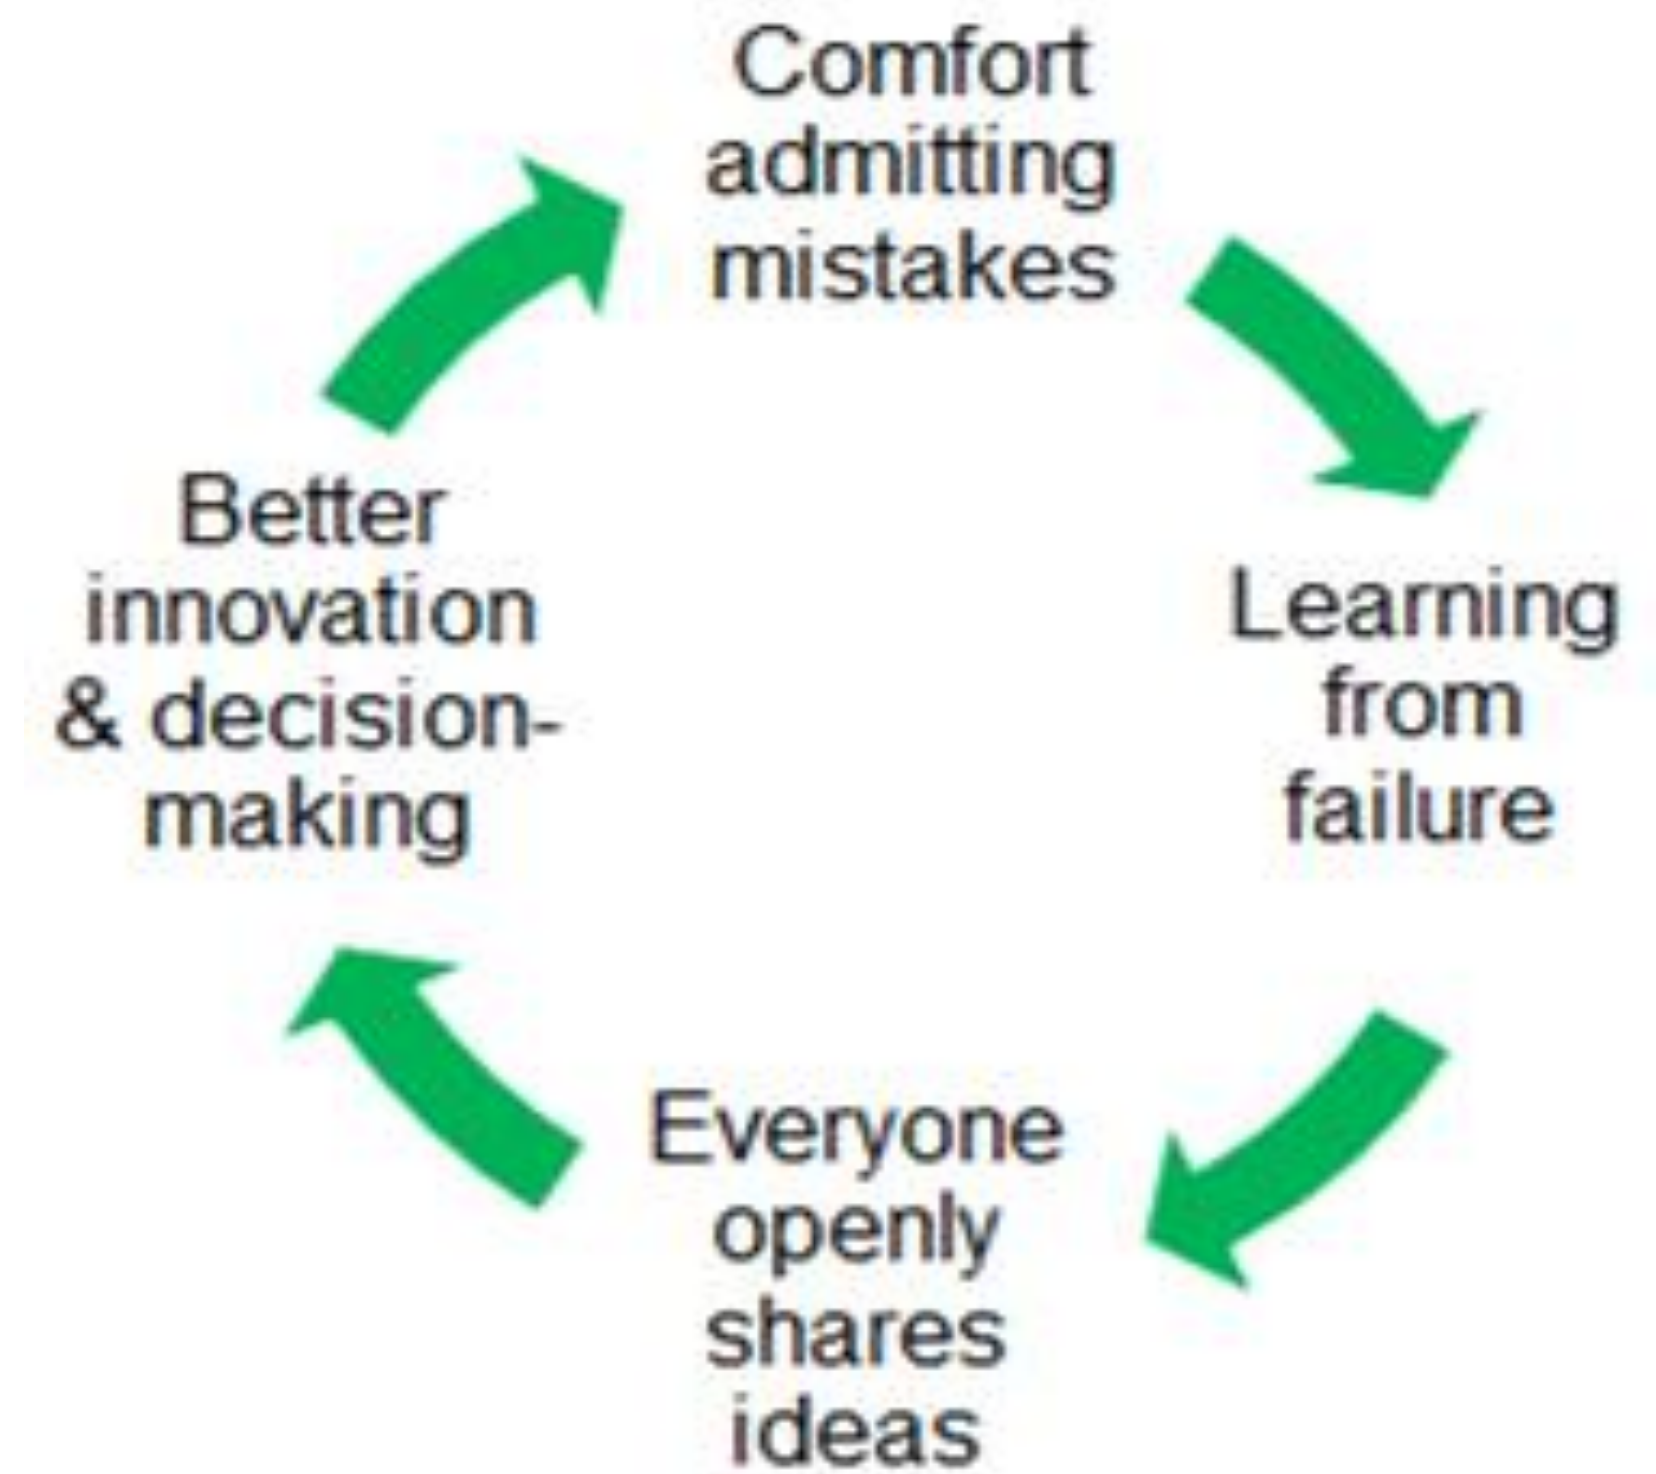 Comfort
admitting
mistakes
Learning
from
failure
Everyone
openly
shares
ideas
Better
innovation
& decision-
making